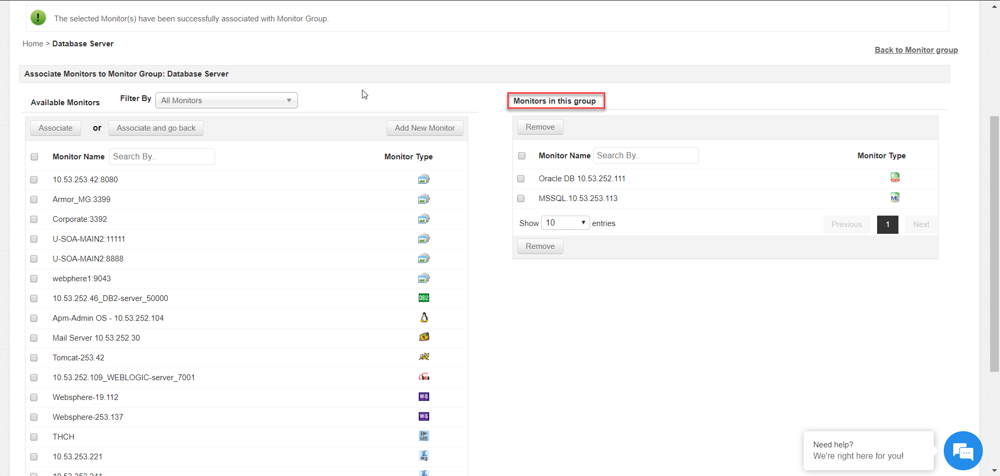 The selected Monitor(s) have been successfully associated with Monitor Group.
Home > Database Server
Back to Monitor group
Associate Monitors to Monitor Group: Database Server
Available Monitors
Filter By All Monitors
Associate or Associate and go back Add New Monitor
Monitor Name Search By.. Monitor Type
10.53.253.42:8080
Armor_MG:3399
Corporate:3392
U-SOA-MAIN2:11111
U-SOA-MAIN2:8888
webphere1:9043
10.53.252.46_DB2-server_50000 DB2
Apm-Admin OS - 10.53.252.104
Mail Server 10.53.252.30
Tomcat-253.42
10.53.252.109_WEBLOGIC-server_7001 bea
Websphere-19.112 WS
Websphere-253.137 WS
THCH MB
10.53.253.221 MQ
Monitors in this group
Remove
Monitor Name Search By.. Monitor Type
Oracle DB 10.53.252.111
MSSQL.10.53.253.113 MS
Show 10 entries Previous 1 Next
Remove
Need help?
We're right here for you!